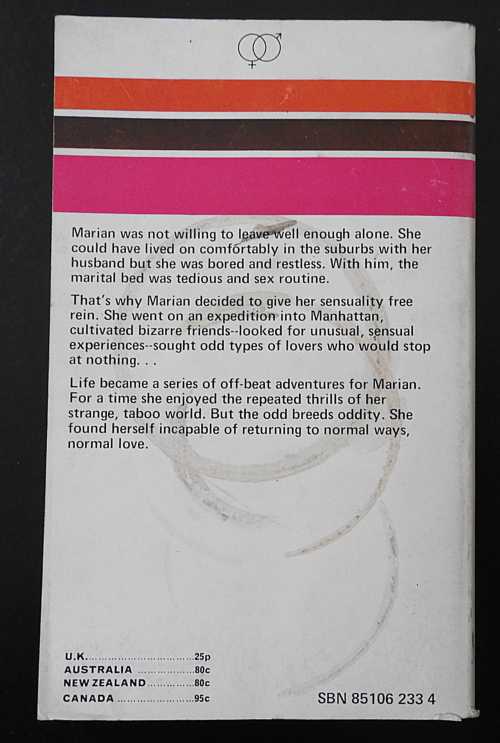 Marian was not willing to leave well enough alone. She
could have lived on comfortably in the suburbs with her
husband but she was bored and restless. With him, the
marital bed was tedious and sex routine.
That's why Marian decided to give her sensuality free
rein. She went on an expedition into Manhattan,
cultivated bizarre friends--looked for unusual, sensual
experiences--sought odd types of lovers who would stop
at nothing. . .
Life became a series of off-beat adventures for Marian.
For a time she enjoyed the repeated thrills of her
strange, taboo world. But the odd breeds oddity. She
found herself incapable of returning to normal ways,
normal love.
U.K. .................................. 25p
AUSTRALIA .................. 80c
NEW ZEALAND .............. 80c
CANADA ........................ 95c
SBN 85106 233 4